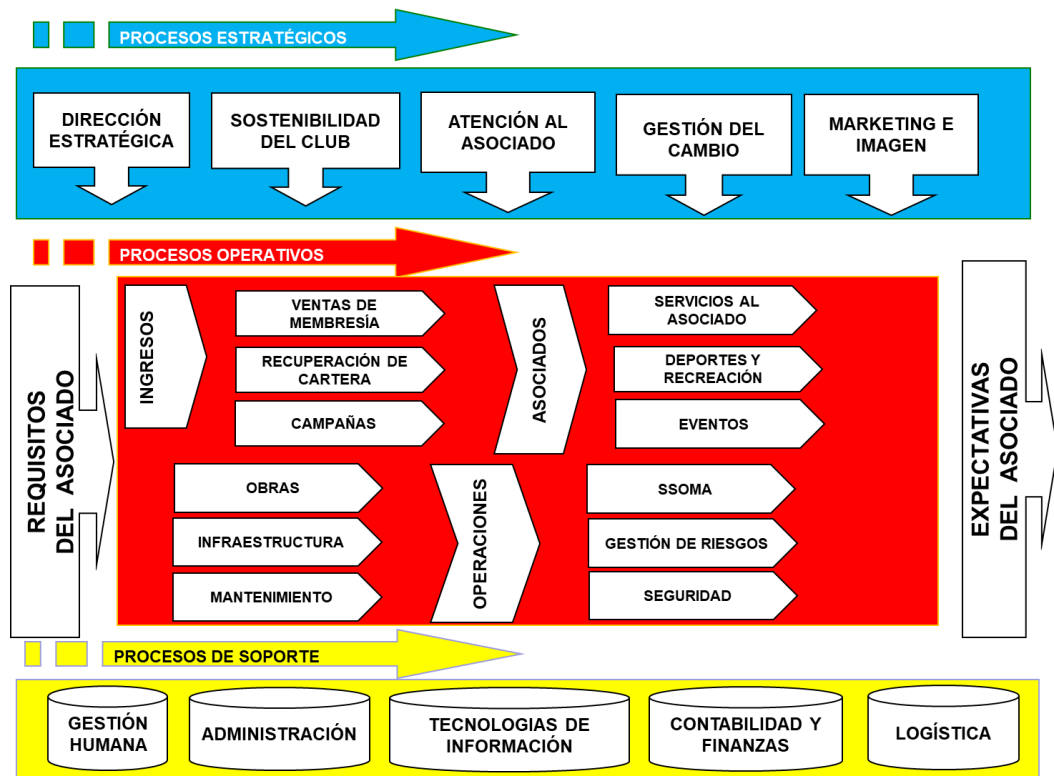 PROCESOS ESTRATÉGICOS
DIRECCIÓN
ESTRATÉGICA
SOSTENIBILIDAD
DEL CLUB
ATENCIÓN AL
ASOCIADO
GESTIÓN DEL
CAMBIO
MARKETING E
IMAGEN
PROCESOS OPERATIVOS
REQUISITOS
DEL ASOCIADO
INGRESOS
VENTAS DE
MEMBRESÍA
RECUPERACIÓN DE
CARTERA
CAMPAÑAS
ASOCIADOS
SERVICIOS AL
ASOCIADO
DEPORTES Y
RECREACIÓN
EVENTOS
OBRAS
INFRAESTRUCTURA
MANTENIMIENTO
OPERACIONES
SSOMA
GESTIÓN DE RIESGOS
SEGURIDAD
EXPECTATIVAS
DEL ASOCIADO
PROCESOS DE SOPORTE
GESTIÓN
HUMANA
ADMINISTRACIÓN
TECNOLOGIAS DE
INFORMACIÓN
CONTABILIDAD Y
FINANZAS
LOGÍSTICA